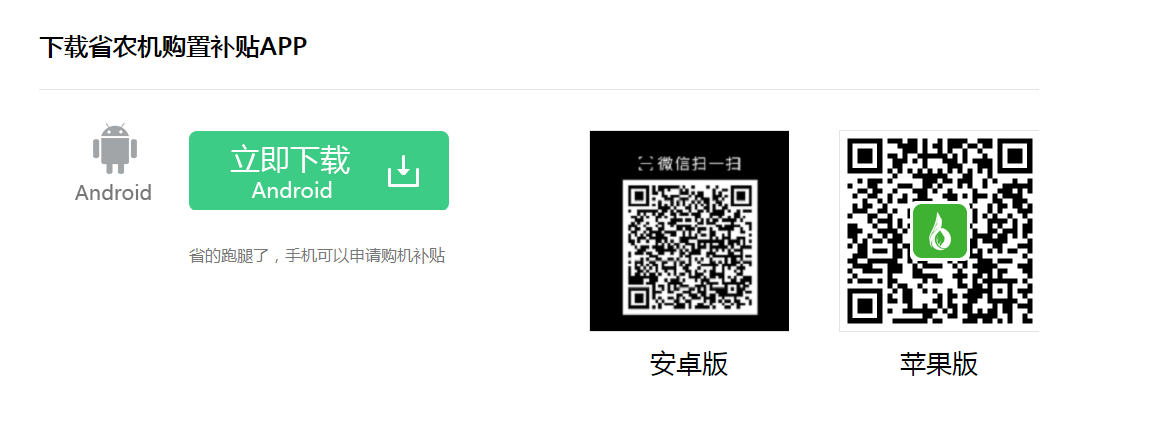 下载省农机购置补贴APP
立即下载
Android
Android
省的跑腿了，手机可以申请购机补贴
微信扫一扫
安卓版
苹果版